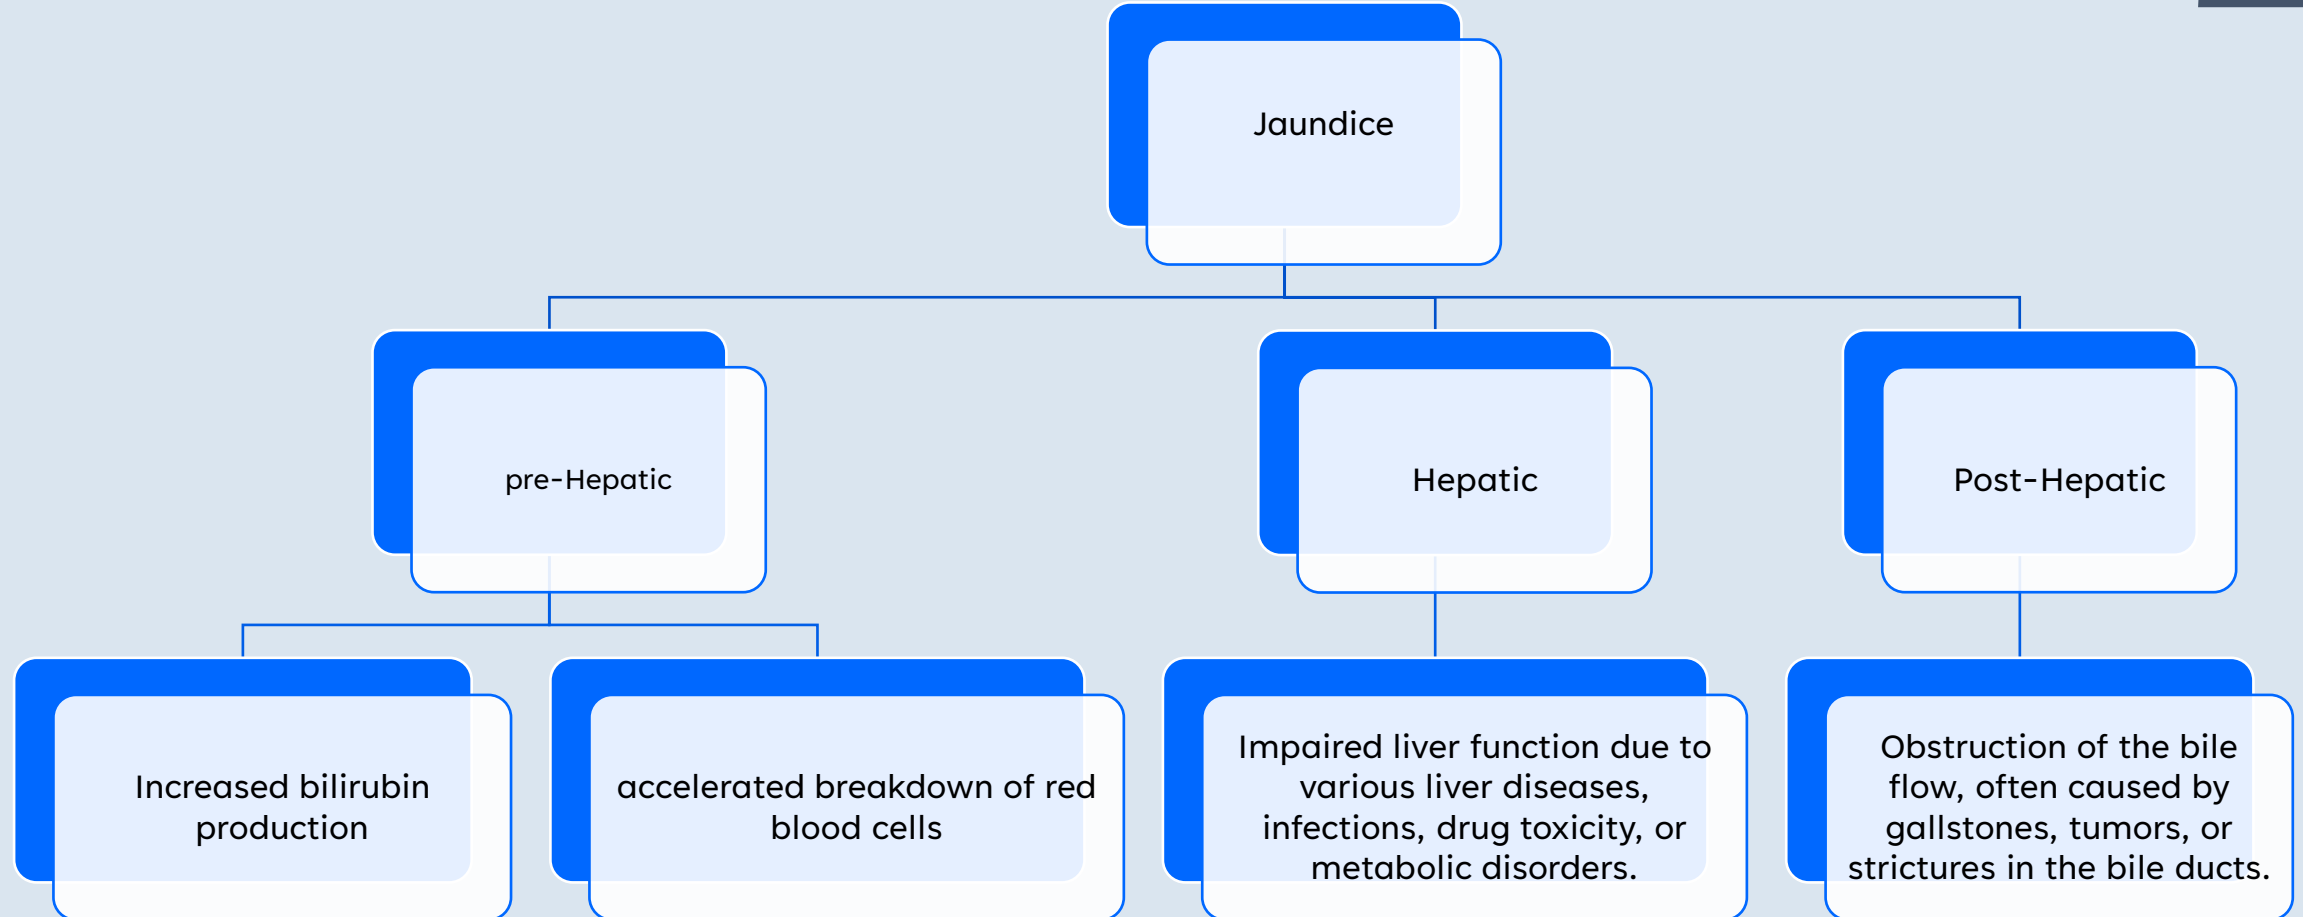 Jaundice
pre-Hepatic
Hepatic
Post-Hepatic
Increased bilirubin
production
accelerated breakdown of red
blood cells
Impaired liver function due to
various liver diseases,
infections, drug toxicity, or
metabolic disorders.
Obstruction of the bile
flow, often caused by
gallstones, tumors, or
strictures in the bile ducts.